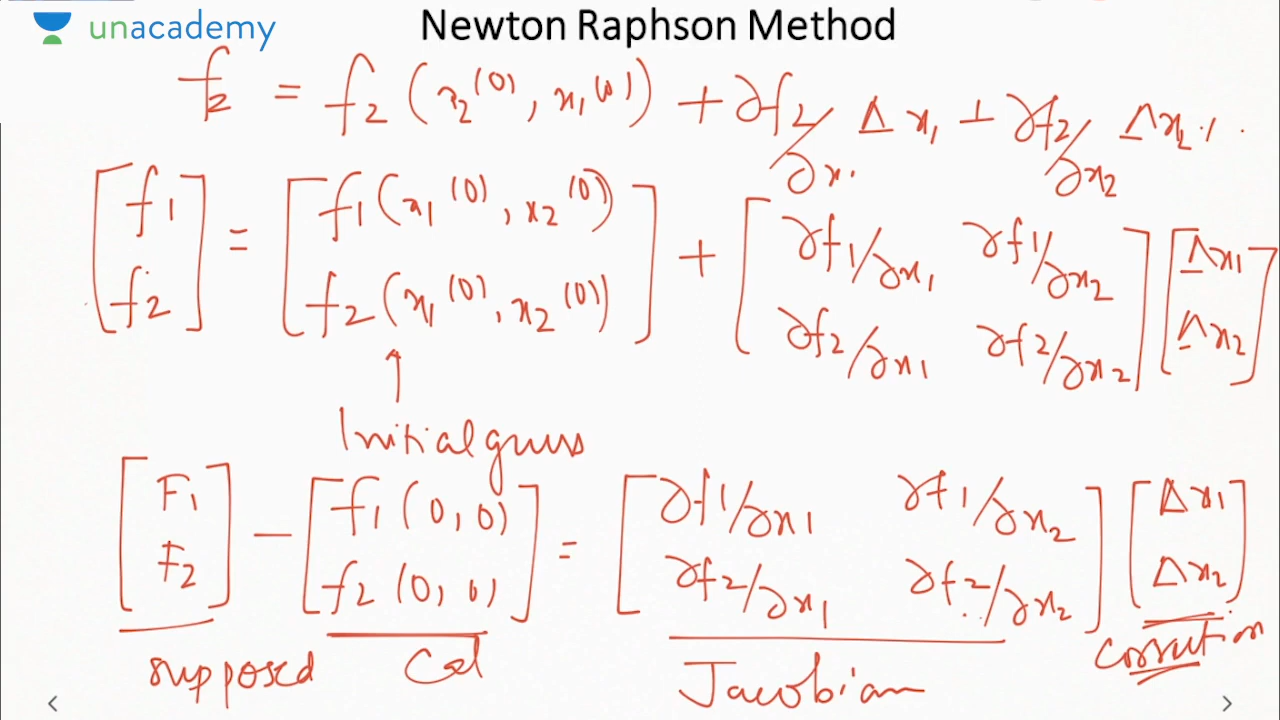 unacademy
Newton Raphson Method
f2 = f2 (x2^(0), x1^(0)) + ∂f2/∂x1 Δx1 + ∂f2/∂x2 Δx2
[f1 f2] = [f1(x1^(0), x2^(0)) f2(x1^(0), x2^(0))] + [∂f1/∂x1 ∂f1/∂x2 ∂f2/∂x1 ∂f2/∂x2] [Δx1 Δx2]
↑
Initial guess
[F1 F2] − [f1(0,0) f2(0,0)] = [∂f1/∂x1 ∂f1/∂x2 ∂f2/∂x1 ∂f2/∂x2] [Δx1 Δx2]
supposed Cal Jacobian